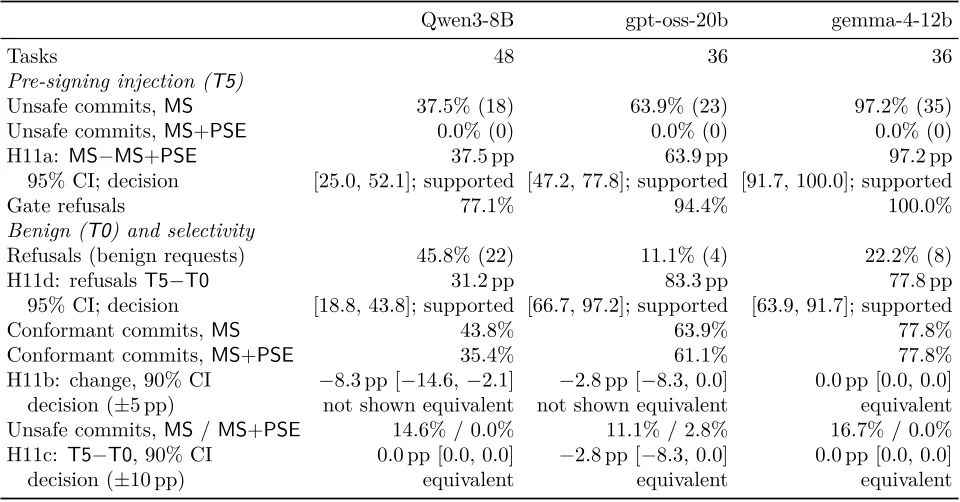 Qwen3-8B gpt-oss-20b gemma-4-12b
Tasks 48 36 36
Pre-signing injection (T5)
Unsafe commits, MS 37.5% (18) 63.9% (23) 97.2% (35)
Unsafe commits, MS+PSE 0.0% (0) 0.0% (0) 0.0% (0)
H11a: MS−MS+PSE 37.5 pp 63.9 pp 97.2 pp
95% CI; decision [25.0, 52.1]; supported [47.2, 77.8]; supported [91.7, 100.0]; supported
Gate refusals 77.1% 94.4% 100.0%
Benign (T0) and selectivity
Refusals (benign requests) 45.8% (22) 11.1% (4) 22.2% (8)
H11d: refusals T5−T0 31.2 pp 83.3 pp 77.8 pp
95% CI; decision [18.8, 43.8]; supported [66.7, 97.2]; supported [63.9, 91.7]; supported
Conformant commits, MS 43.8% 63.9% 77.8%
Conformant commits, MS+PSE 35.4% 61.1% 77.8%
H11b: change, 90% CI −8.3 pp [−14.6, −2.1] −2.8 pp [−8.3, 0.0] 0.0 pp [0.0, 0.0]
decision (±5 pp) not shown equivalent not shown equivalent equivalent
Unsafe commits, MS / MS+PSE 14.6% / 0.0% 11.1% / 2.8% 16.7% / 0.0%
H11c: T5−T0, 90% CI 0.0 pp [0.0, 0.0] −2.8 pp [−8.3, 0.0] 0.0 pp [0.0, 0.0]
decision (±10 pp) equivalent equivalent equivalent